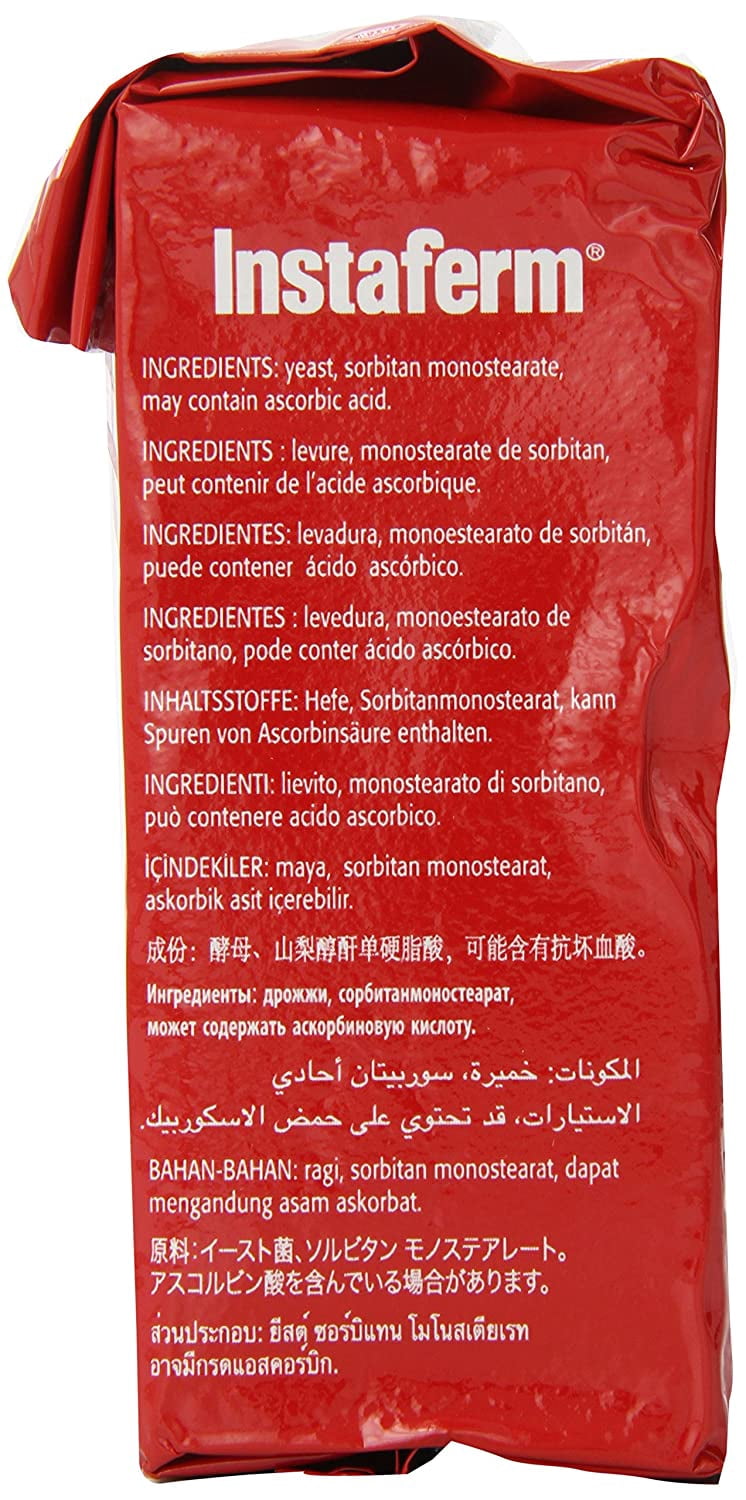 Instaferm®
INGREDIENTS: yeast, sorbitan monostearate,
may contain ascorbic acid.
INGREDIENTS : levure, monostearate de sorbitan,
peut contenir de l'acide ascorbique.
INGREDIENTES: levadura, monoestearato de sorbitán,
puede contener ácido ascórbico.
INGREDIENTES : levedura, monoestearato de
sorbitano, pode conter ácido ascórbico.
INHALTSSTOFFE: Hefe, Sorbitanmonostearat, kann
Spuren von Ascorbinsäure enthalten.
INGREDIENTI: lievito, monostearato di sorbitano,
può contenere acido ascorbico.
İÇİNDEKİLER: maya, sorbitan monostearat,
askorbik asit içerebilir.
成份：酵母、山梨醇酐单硬脂酸，可能含有抗坏血酸。
Ингредиенты: дрожжи, сорбитанмоностеарат,
может содержать аскорбиновую кислоту.
المكونات: خميرة، سوربيتان أحادي
الاستيارات، قد تحتوي على حمض الاسكوربيك.
BAHAN-BAHAN: ragi, sorbitan monostearat, dapat
mengandung asam askorbat.
原料：イースト菌、ソルビタン モノステアレート。
アスコルビン酸を含んでいる場合があります。
ส่วนประกอบ: ยีสต์ ซอร์บิแทน โมโนสเตียเรท
อาจมีกรดแอสคอร์บิก.